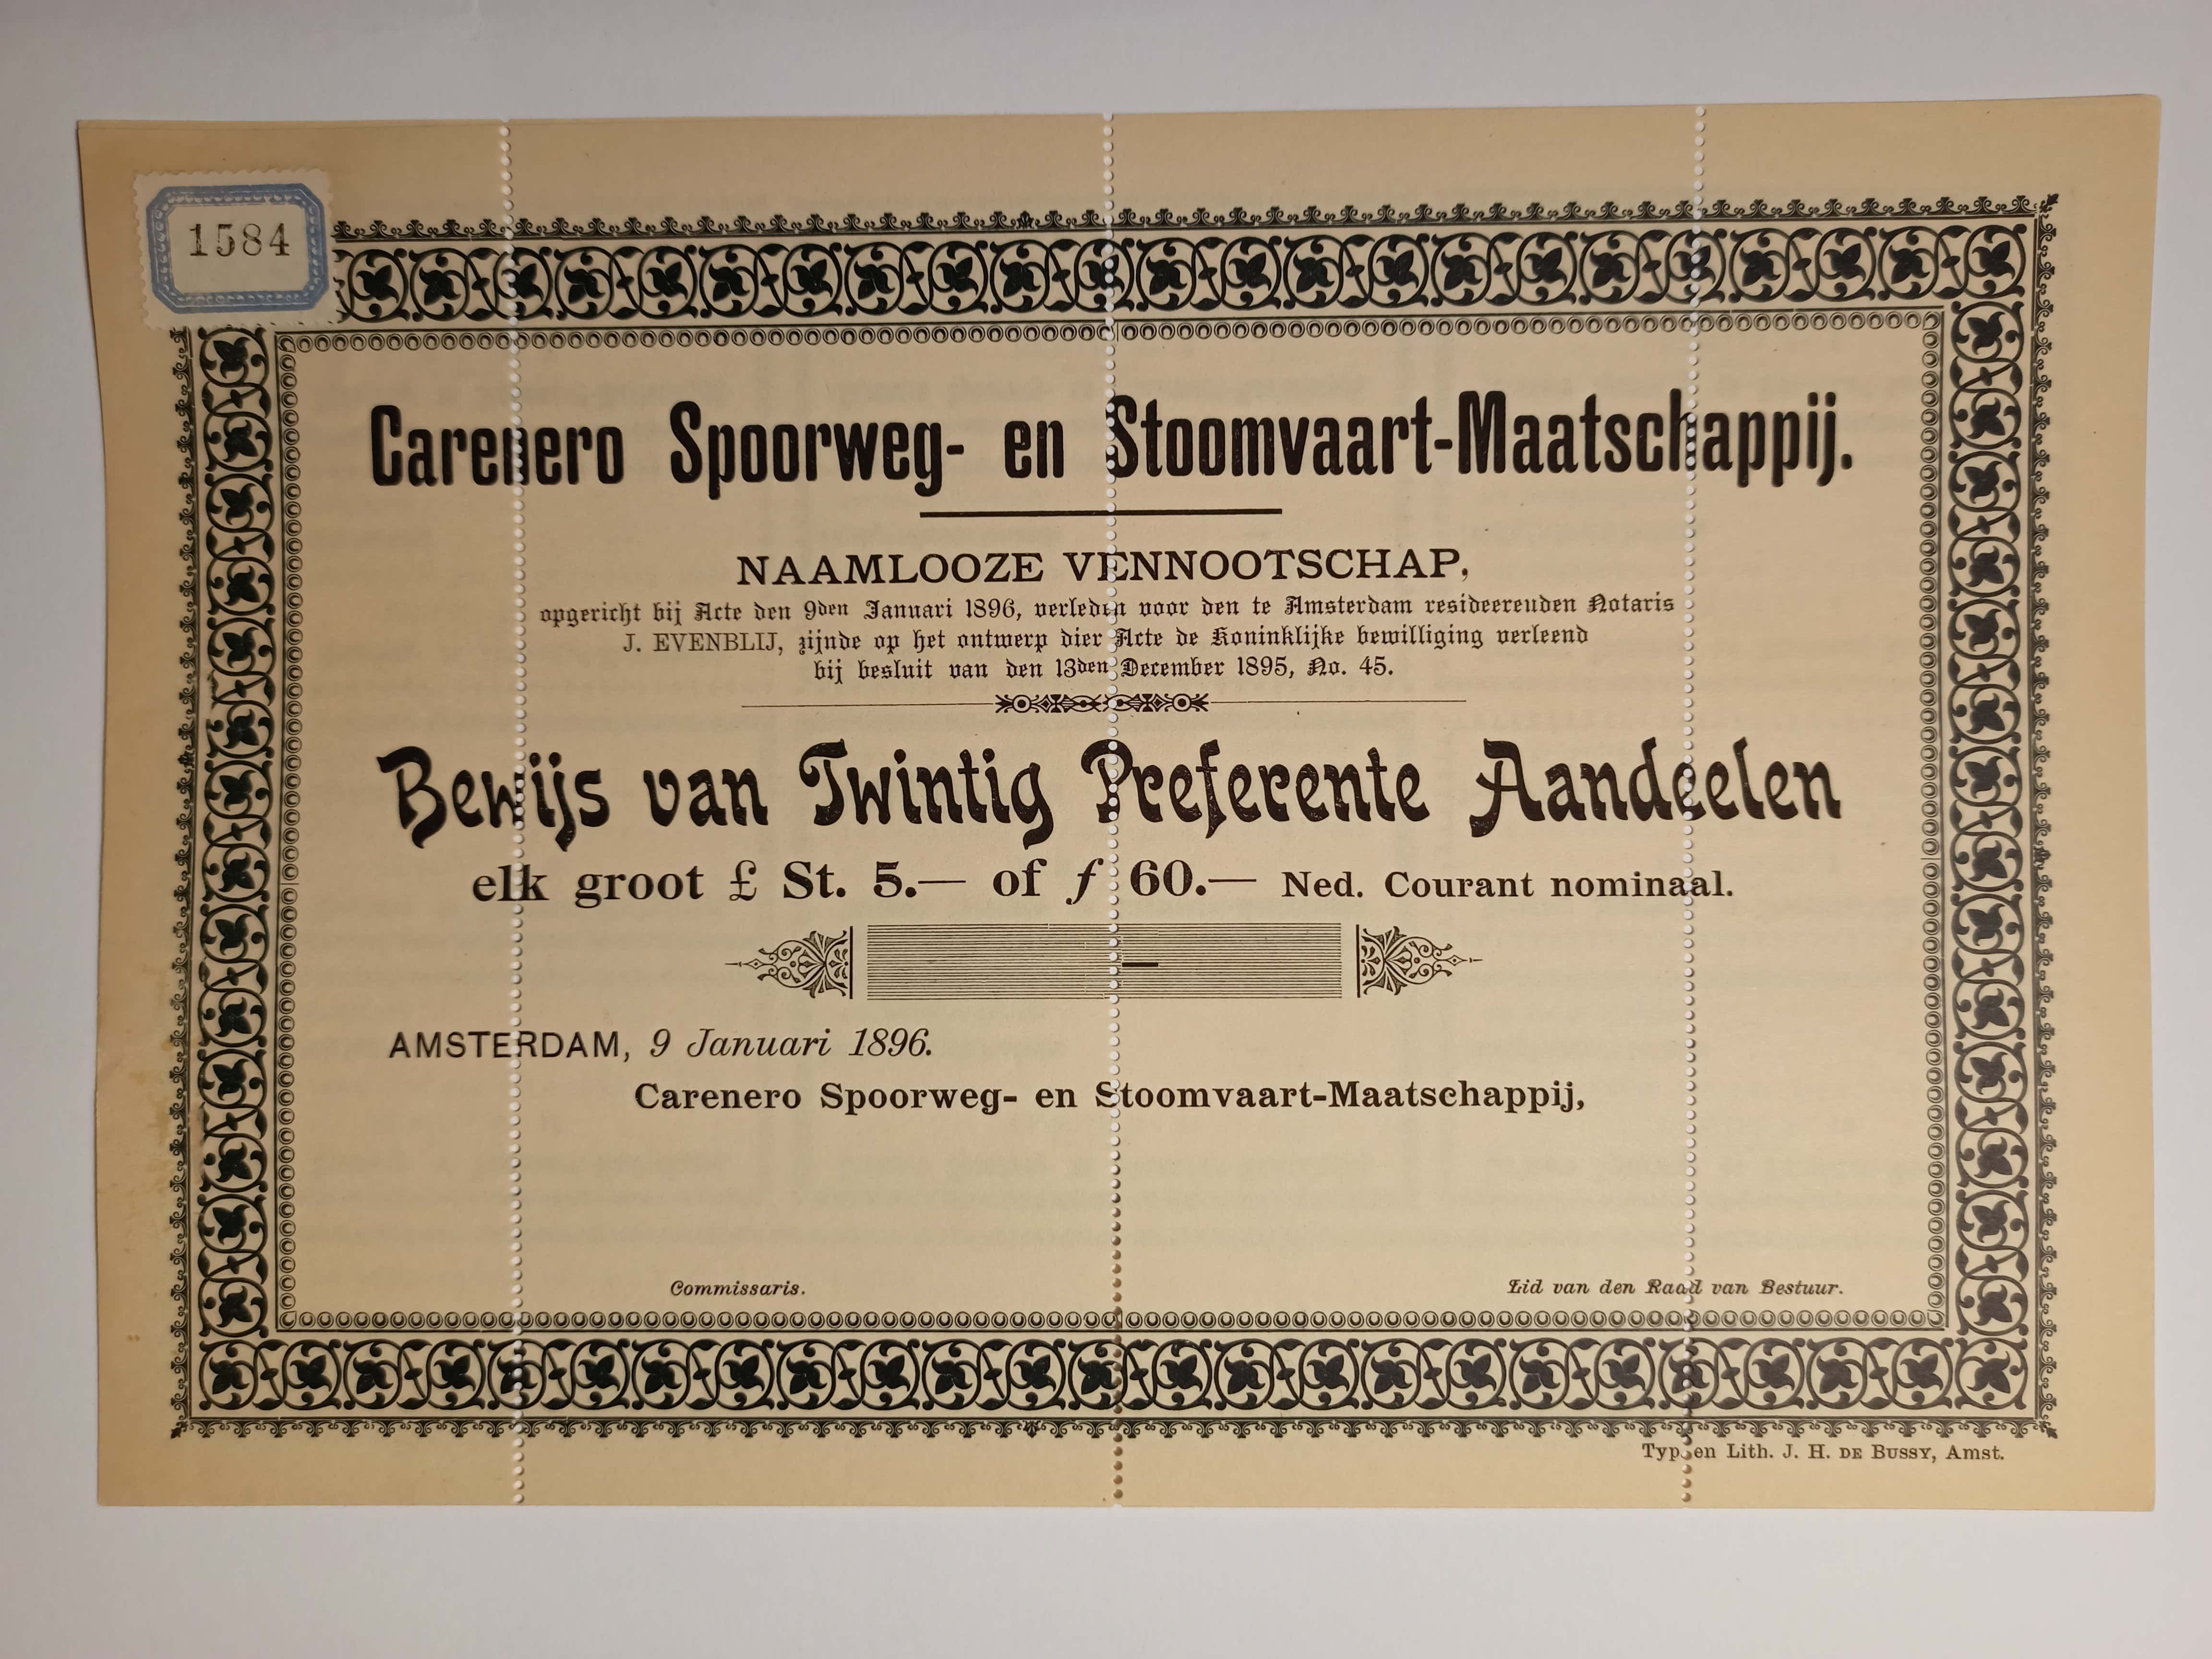 1584
Carenero Spoorweg- en Stoomvaart-Maatschappij.
NAAMLOOZE VENNOOTSCHAP,
opgericht bij Acte den 9den Januari 1896, verleden voor den te Amsterdam resideerenden Notaris
J. EVENBLIJ, zijnde op het ontwerp dier Acte de Koninklijke bewilliging verleend
bij besluit van den 13den December 1895, No. 45.
Bewijs van Twintig Preferente Aandeelen
elk groot £ St. 5.— of ƒ 60.— Ned. Courant nominaal.
AMSTERDAM, 9 Januari 1896.
Carenero Spoorweg- en Stoomvaart-Maatschappij,
Commissaris. Lid van den Raad van Bestuur.
Typ. en Lith. J. H. DE BUSSY, Amst.